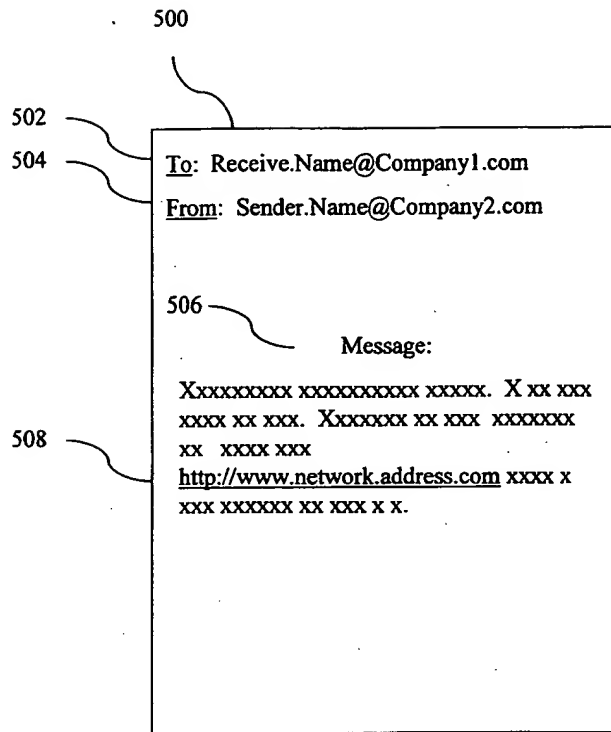 500
502
To: Receive.Name@Company1.com
504
From: Sender.Name@Company2.com
506
Message:
Xxxxxxxxx xxxxxxxxxx xxxxx. X xx xxx
xxxx xx xxx. Xxxxxxx xx xxx xxxxxxx
508
xx xxxx xxx
http://www.network.address.com xxxx x
xxx xxxxxx xx xxx x x.